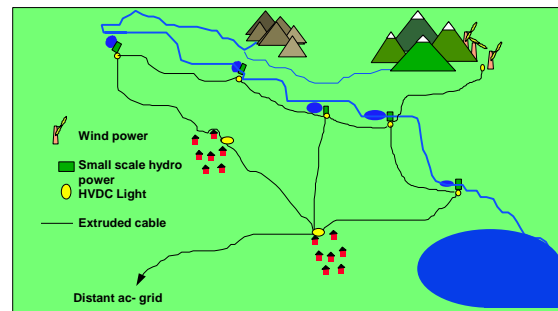 Wind power
Small scale hydro
power
HVDC Light
Extruded cable
Distant ac- grid